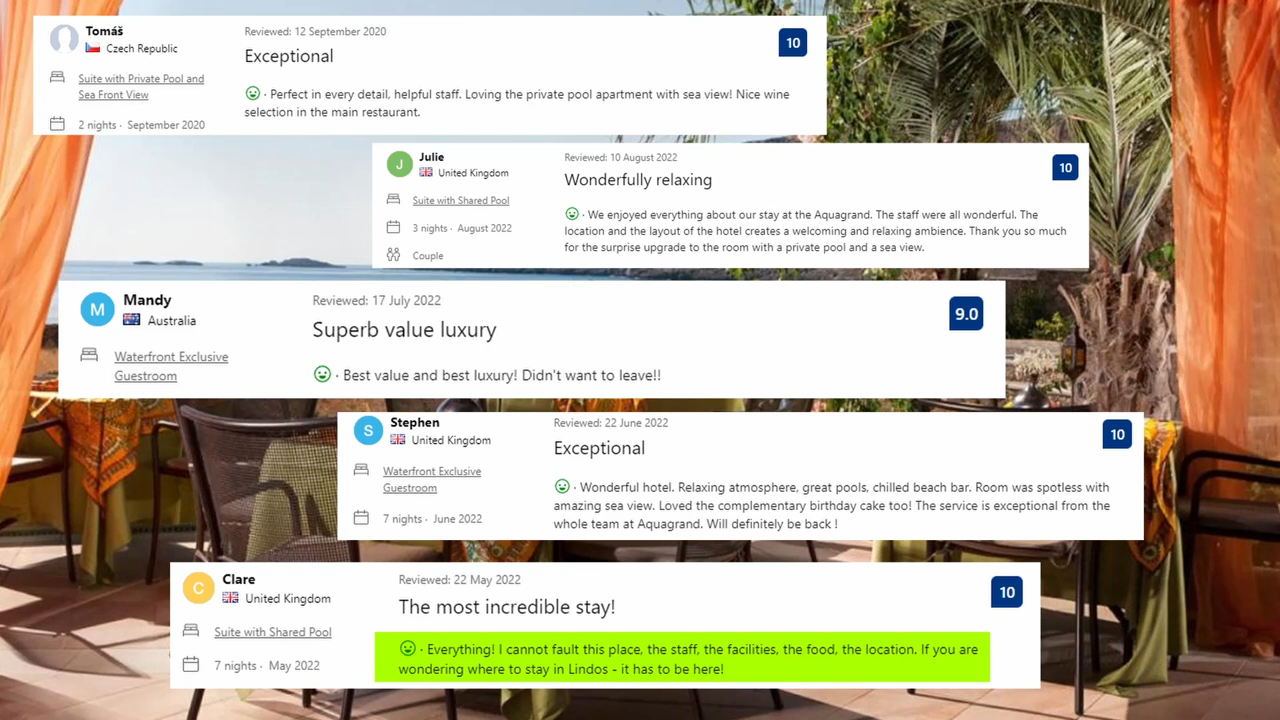 Tomáš
Czech Republic
Suite with Private Pool and
Sea Front View
2 nights · September 2020
Reviewed: 12 September 2020
Exceptional
10
· Perfect in every detail, helpful staff. Loving the private pool apartment with sea view! Nice wine
selection in the main restaurant.
J
Julie
United Kingdom
Suite with Shared Pool
3 nights · August 2022
Couple
Reviewed: 10 August 2022
Wonderfully relaxing
10
· We enjoyed everything about our stay at the Aquagrand. The staff were all wonderful. The
location and the layout of the hotel creates a welcoming and relaxing ambience. Thank you so much
for the surprise upgrade to the room with a private pool and a sea view.
M
Mandy
Australia
Waterfront Exclusive
Guestroom
Reviewed: 17 July 2022
Superb value luxury
9.0
· Best value and best luxury! Didn't want to leave!!
S
Stephen
United Kingdom
Waterfront Exclusive
Guestroom
7 nights · June 2022
Reviewed: 22 June 2022
Exceptional
10
· Wonderful hotel. Relaxing atmosphere, great pools, chilled beach bar. Room was spotless with
amazing sea view. Loved the complementary birthday cake too! The service is exceptional from the
whole team at Aquagrand. Will definitely be back !
C
Clare
United Kingdom
Suite with Shared Pool
7 nights · May 2022
Reviewed: 22 May 2022
The most incredible stay!
10
· Everything! I cannot fault this place, the staff, the facilities, the food, the location. If you are
wondering where to stay in Lindos - it has to be here!